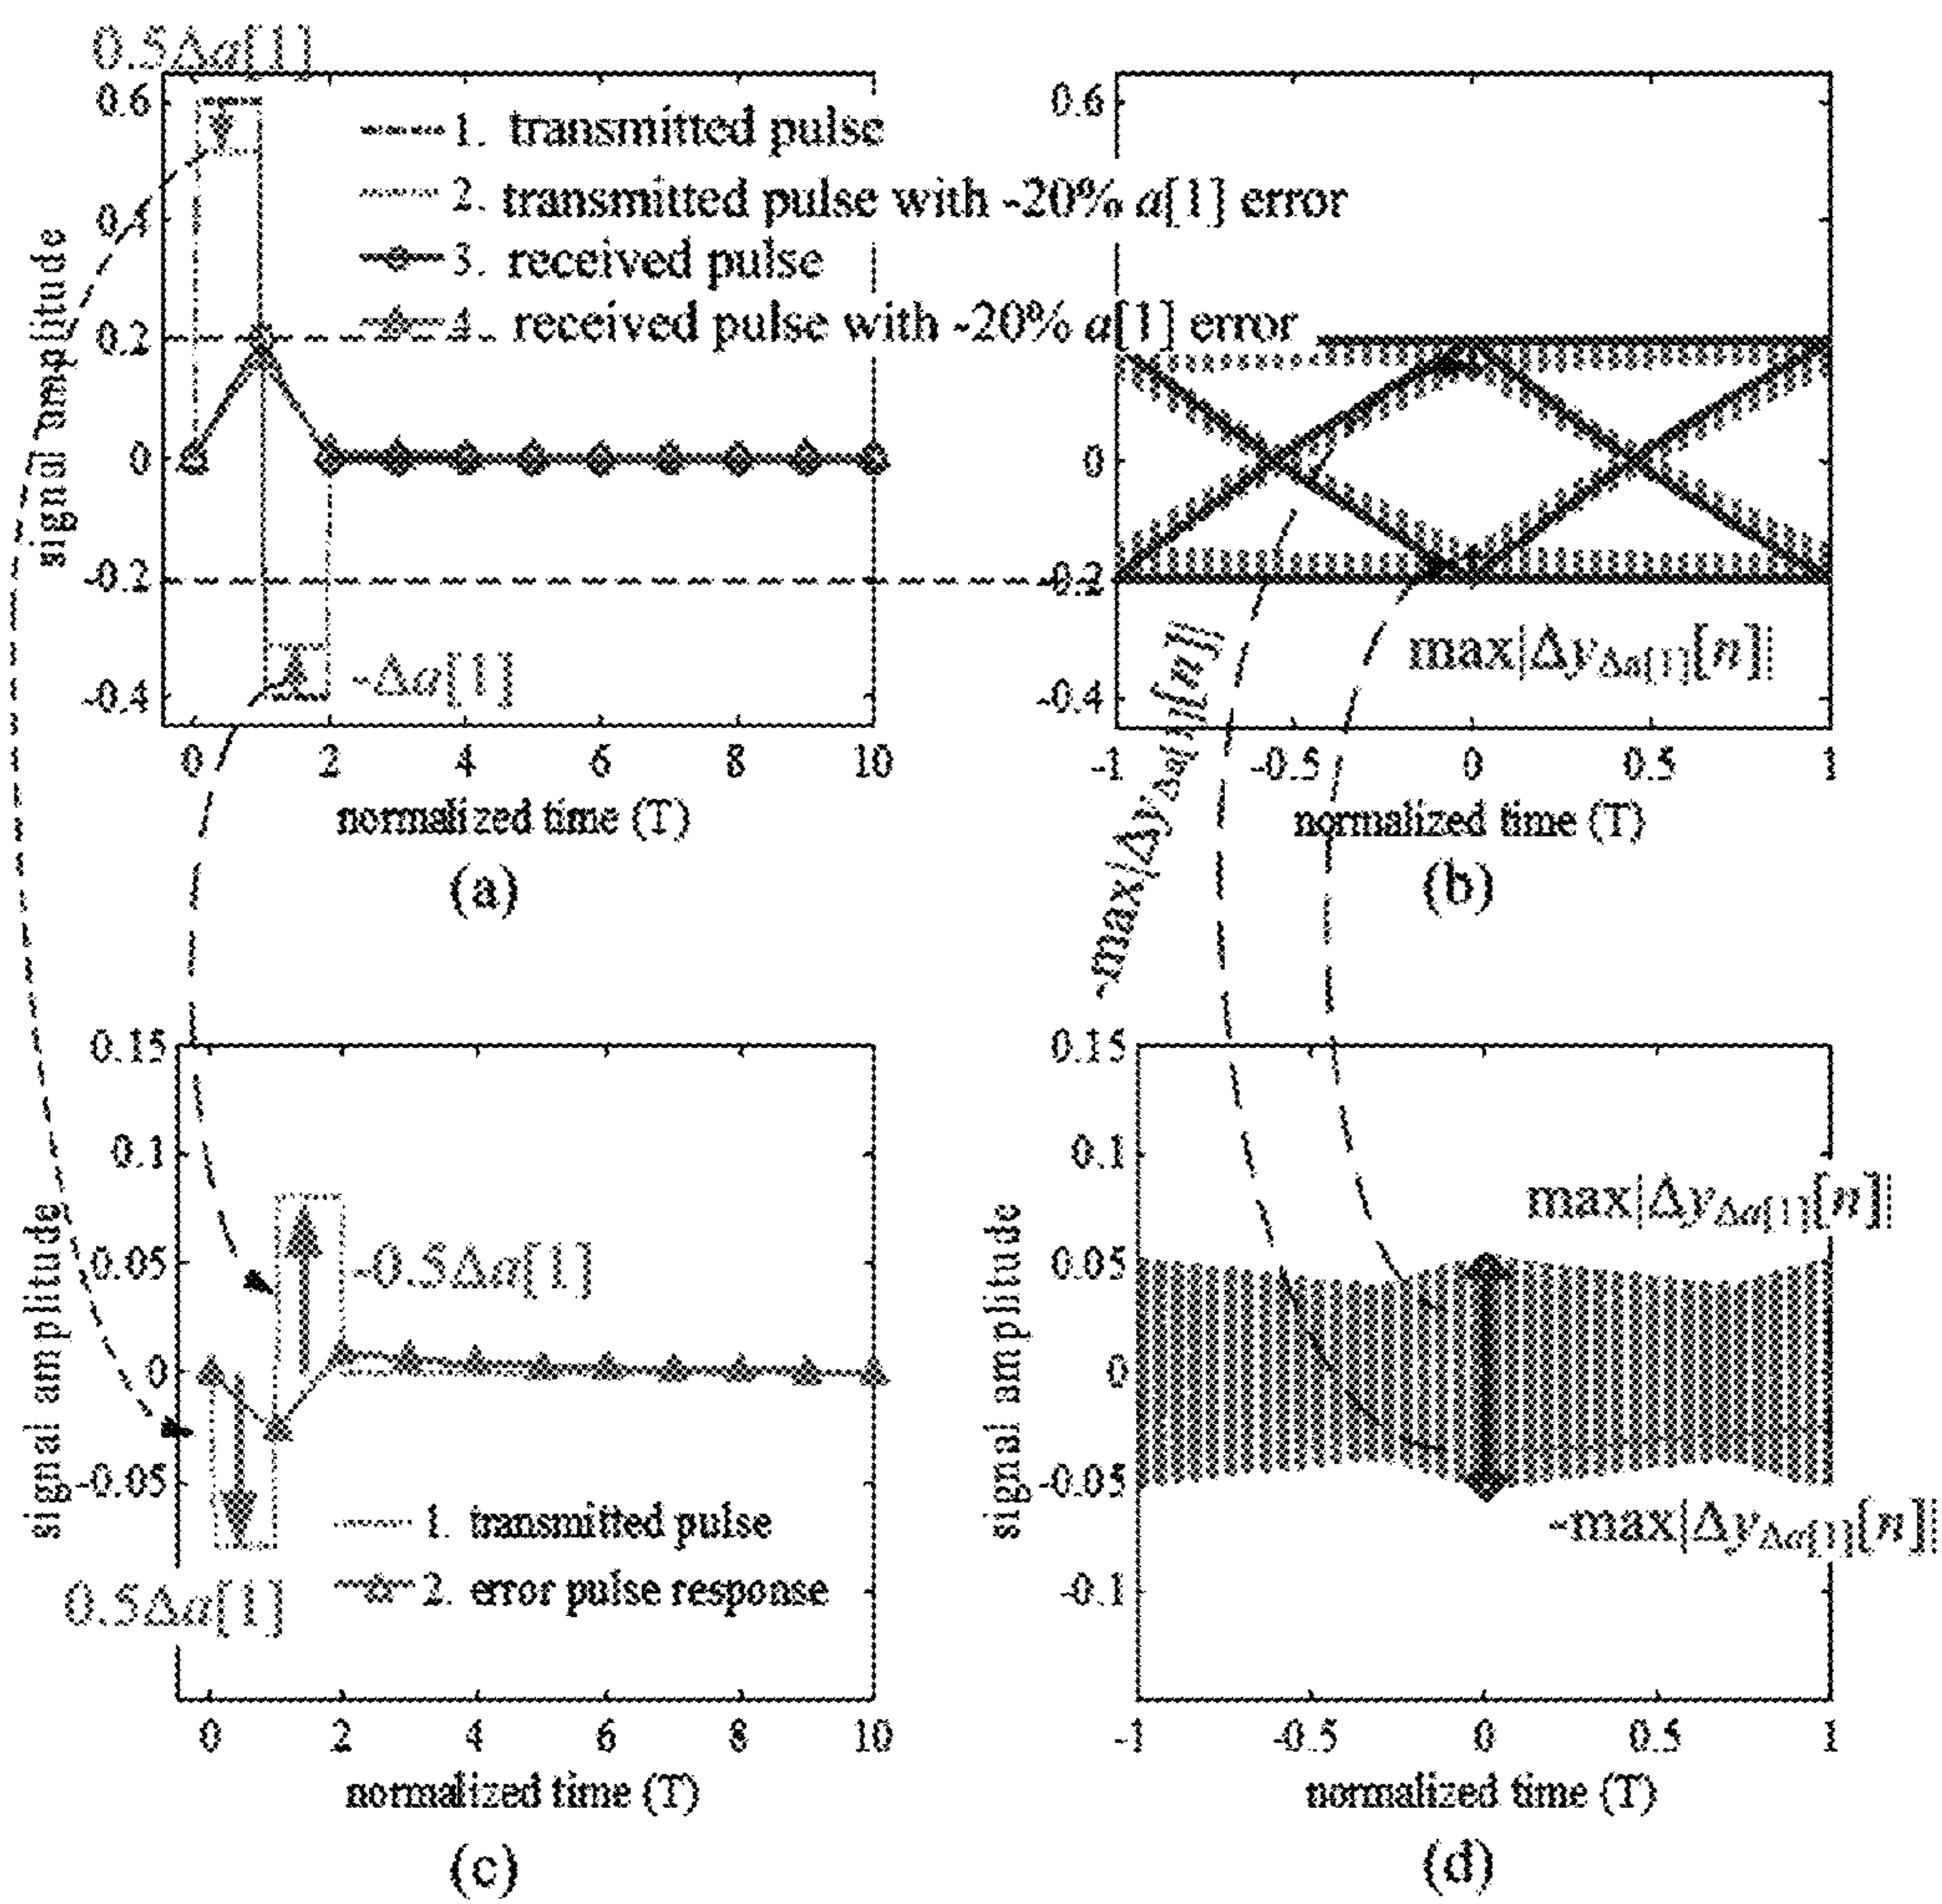 0.5Δa[1]
0.6
0.4
0.2
0
-0.2
-0.4
signal amplitude
1. transmitted pulse
2. transmitted pulse with -20% a[1] error
3. received pulse
4. received pulse with -20% a[1] error
-Δa[1]
0 2 4 6 8 10
normalized time (T)
(a)
0.6
0
-0.2
-0.4
max|Δy_Δa[1][n]|
-max|Δy_Δa[1][n]|
-1 -0.5 0 0.5 1
normalized time (T)
(b)
0.15
0.1
0.05
0
-0.05
signal amplitude
-0.5Δa[1]
0.5Δa[1]
1. transmitted pulse
2. error pulse response
0 2 4 6 8 10
normalized time (T)
(c)
0.15
0.1
0.05
0
-0.05
-0.1
signal amplitude
max|Δy_Δa[1][n]|
-max|Δy_Δa[1][n]|
-1 -0.5 0 0.5 1
normalized time (T)
(d)